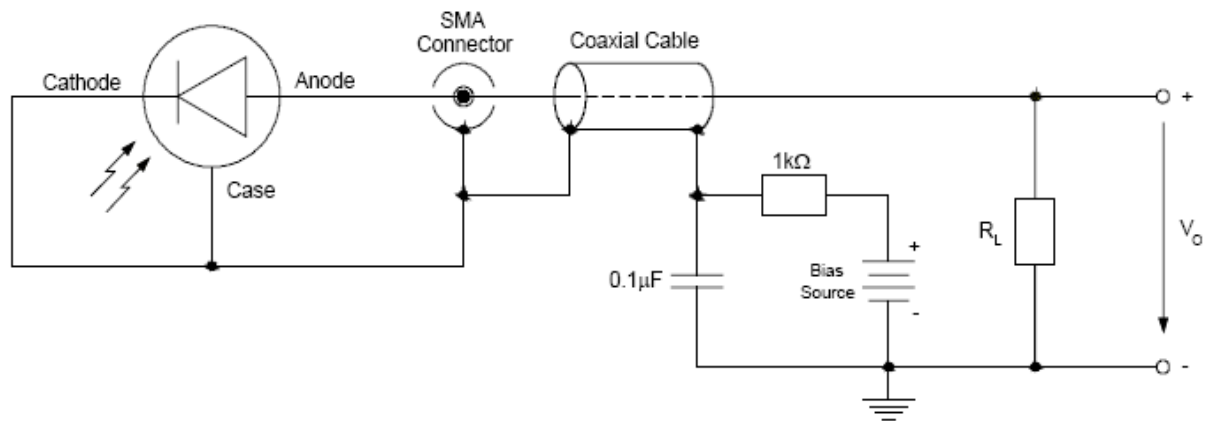 SMA
Connector
Coaxial Cable
Cathode
Anode
Case
1kΩ
0.1μF
Bias
Source
+
-
R_L
+
V_O
-